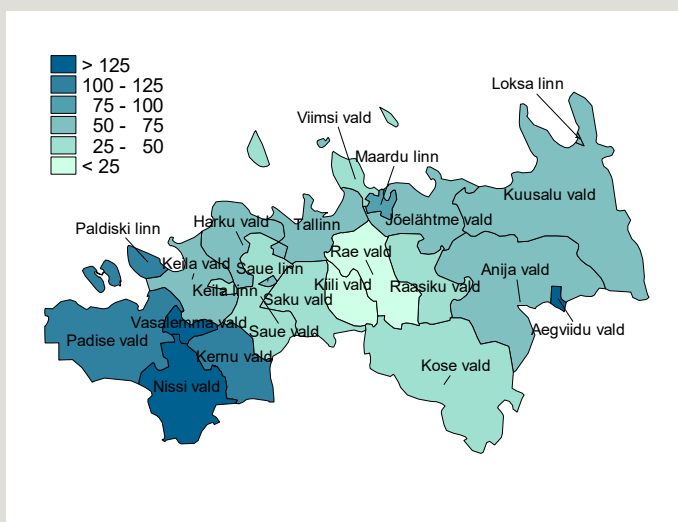 > 125
100 - 125
75 - 100
50 - 75
25 - 50
< 25
Loksa linn
Viimsi vald
Maardu linn
Kuusalu vald
Harku vald
Tallinn
Jõelähtme vald
Paldiski linn
Rae vald
Keila vald
Saue linn
Anija vald
Keila linn
Kiili vald
Raasiku vald
Saku vald
Vasalemma vald
Saue vald
Aegviidu vald
Padise vald
Kernu vald
Kose vald
Nissi vald